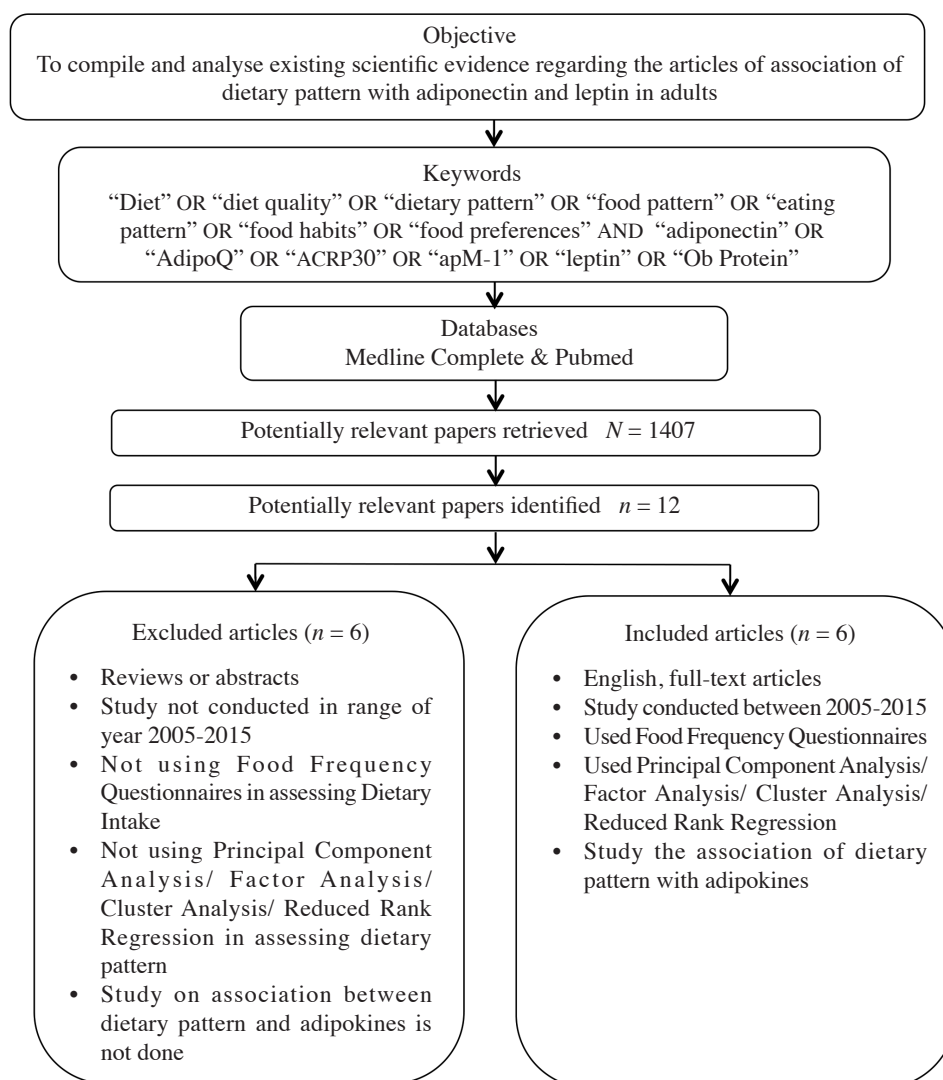 Objective
To compile and analyse existing scientific evidence regarding the articles of association of
dietary pattern with adiponectin and leptin in adults
Keywords
“Diet” OR “diet quality” OR “dietary pattern” OR “food pattern” OR “eating
pattern” OR “food habits” OR “food preferences” AND “adiponectin” OR
“AdipoQ” OR “ACRP30” OR “apM-1” OR “leptin” OR “Ob Protein”
Databases
Medline Complete & Pubmed
Potentially relevant papers retrieved N = 1407
Potentially relevant papers identified n = 12
Excluded articles (n = 6)
• Reviews or abstracts
• Study not conducted in range of
year 2005-2015
• Not using Food Frequency
Questionnaires in assessing Dietary
Intake
• Not using Principal Component
Analysis/ Factor Analysis/
Cluster Analysis/ Reduced Rank
Regression in assessing dietary
pattern
• Study on association between
dietary pattern and adipokines is
not done
Included articles (n = 6)
• English, full-text articles
• Study conducted between 2005-2015
• Used Food Frequency Questionnaires
• Used Principal Component Analysis/
Factor Analysis/ Cluster Analysis/
Reduced Rank Regression
• Study the association of dietary
pattern with adipokines